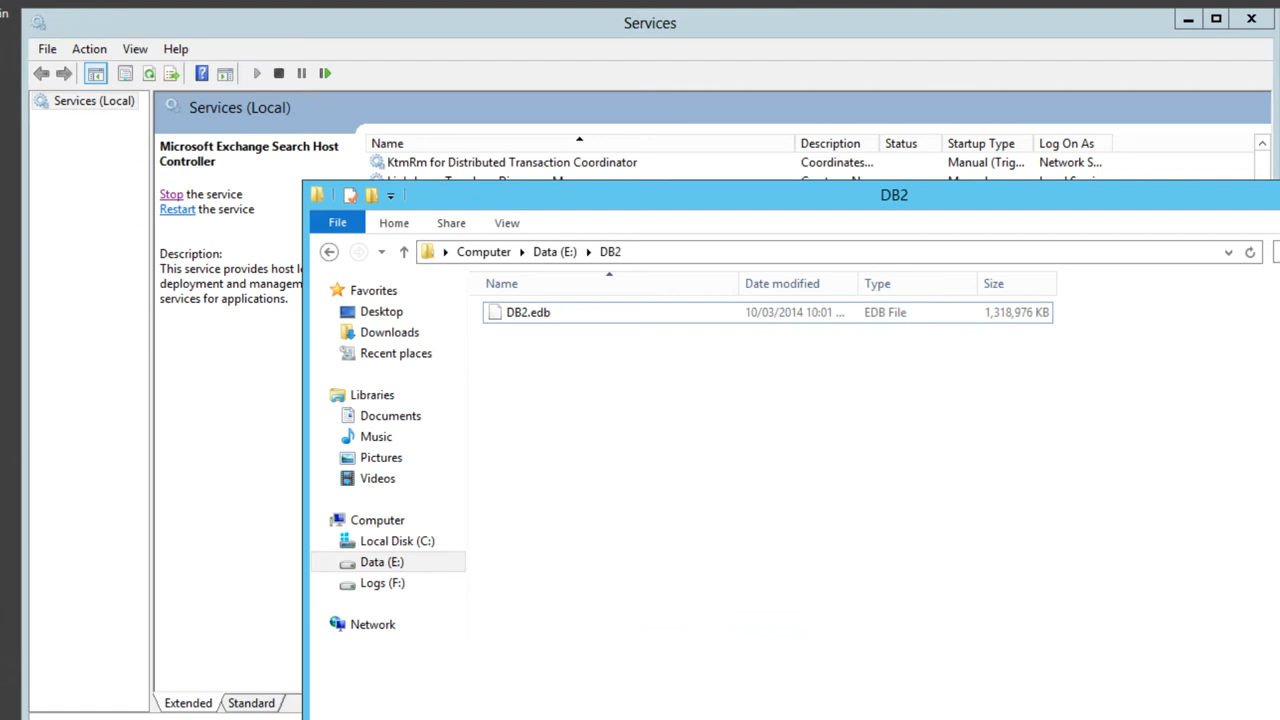 in
Services
File Action View Help
Services (Local)
Services (Local)
Microsoft Exchange Search Host
Controller
Stop the service
Restart the service
Description:
This service provides host l
deployment and managem
services for applications.
Name Description Status Startup Type Log On As
KtmRm for Distributed Transaction Coordinator Coordinates... Manual (Trig... Network S...
DB2
File Home Share View
Computer Data (E:) DB2
Name Date modified Type Size
DB2.edb 10/03/2014 10:01 ... EDB File 1,318,976 KB
Favorites
Desktop
Downloads
Recent places
Libraries
Documents
Music
Pictures
Videos
Computer
Local Disk (C:)
Data (E:)
Logs (F:)
Network
Extended Standard